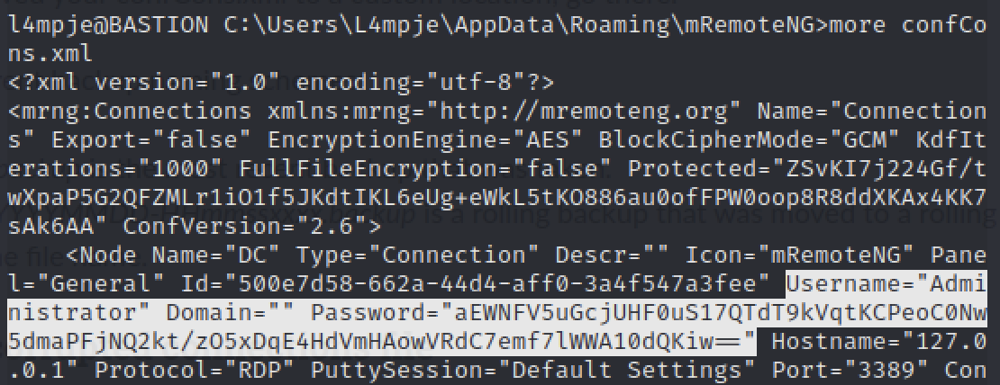 l4mpje@BASTION C:\Users\L4mpje\AppData\Roaming\mRemoteNG>more confCo
ns.xml
<?xml version="1.0" encoding="utf-8"?>
<mrng:Connections xmlns:mrng="http://mremoteng.org" Name="Connection
s" Export="false" EncryptionEngine="AES" BlockCipherMode="GCM" KdfIt
erations="1000" FullFileEncryption="false" Protected="ZSvKI7j224Gf/t
wXpaP5G2QFZMLr1iO1f5JKdtIKL6eUg+eWkL5tKO886au0ofFPW0oop8R8ddXKAx4KK7
sAk6AA" ConfVersion="2.6">
    <Node Name="DC" Type="Connection" Descr="" Icon="mRemoteNG" Pane
l="General" Id="500e7d58-662a-44d4-aff0-3a4f547a3fee" Username="Admi
nistrator" Domain="" Password="aEWNFV5uGcjUHF0uS17QTdT9kVqtKCPeoC0Nw
5dmaPFjNQ2kt/zO5xDqE4HdVmHAowVRdC7emf7lWWA10dQKiw==" Hostname="127.0
.0.1" Protocol="RDP" PuttySession="Default Settings" Port="3389" Con